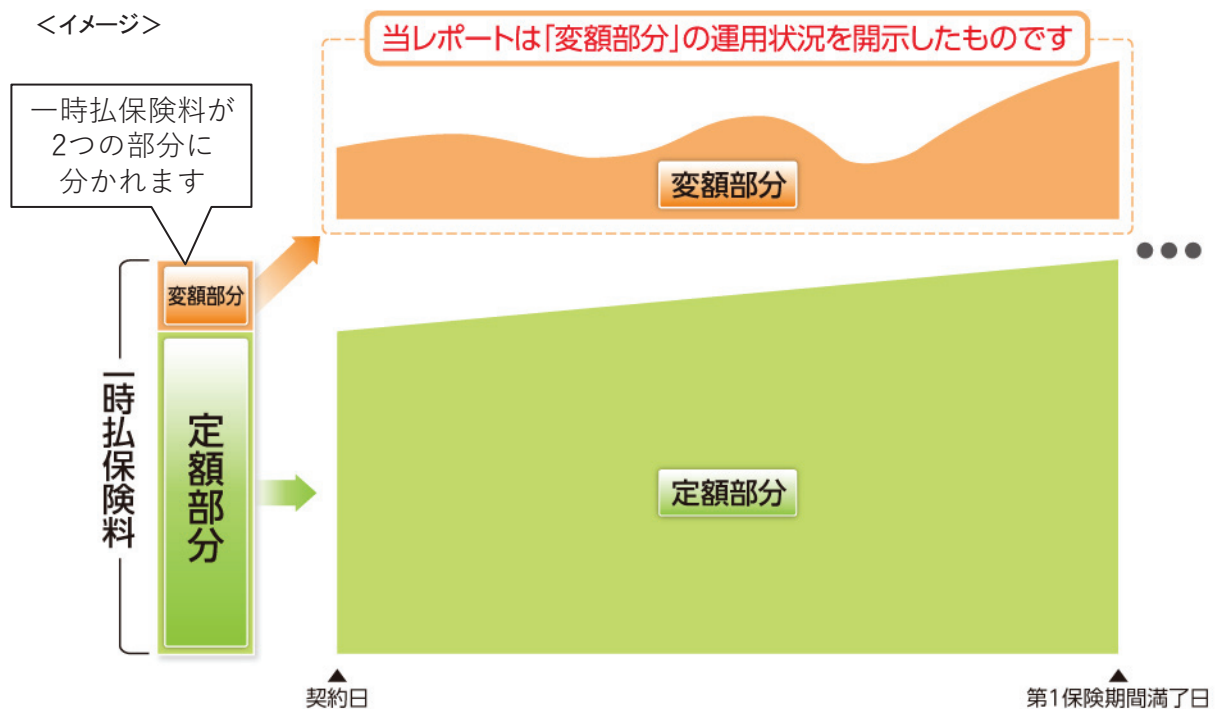 ＜イメージ＞
当レポートは「変額部分」の運用状況を開示したものです
一時払保険料が
2つの部分に
分かれます
変額部分
変額部分
一時払保険料
定額部分
定額部分
契約日
第1保険期間満了日